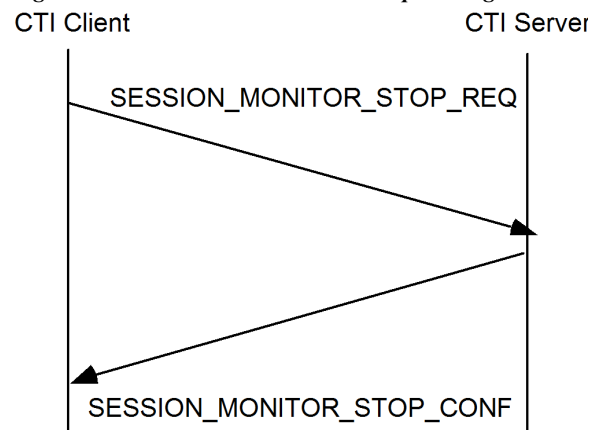 CTI Client
CTI Server
SESSION_MONITOR_STOP_REQ
SESSION_MONITOR_STOP_CONF